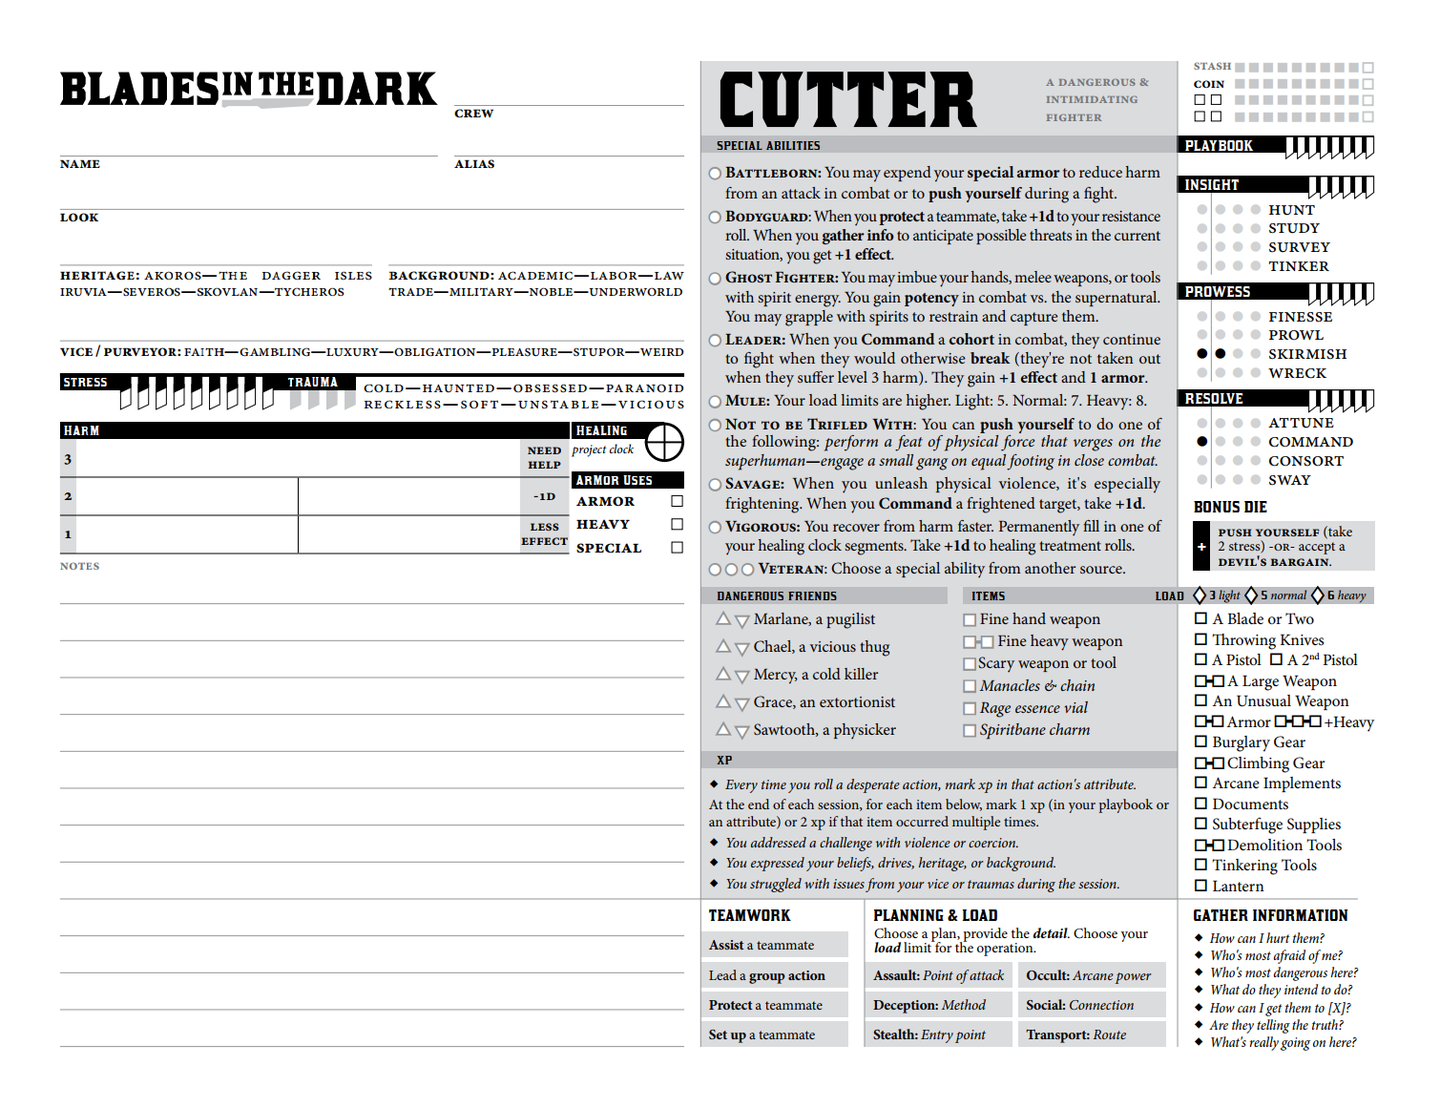 BLADES IN THE DARK
CREW
NAME
ALIAS
LOOK
HERITAGE: AKOROS—THE DAGGER ISLES
IRUVIA—SEVEROS—SKOVLAN—TYCHEROS
BACKGROUND: ACADEMIC—LABOR—LAW
TRADE—MILITARY—NOBLE—UNDERWORLD
VICE / PURVEYOR: FAITH—GAMBLING—LUXURY—OBLIGATION—PLEASURE—STUPOR—WEIRD
STRESS
TRAUMA
COLD—HAUNTED—OBSESSED—PARANOID
RECKLESS—SOFT—UNSTABLE—VICIOUS
HARM
3
NEED
HELP
2
-1D
1
LESS
EFFECT
HEALING
project clock
ARMOR USES
ARMOR
HEAVY
SPECIAL
NOTES
CUTTER
A DANGEROUS &
INTIMIDATING
FIGHTER
SPECIAL ABILITIES
BATTLEBORN: You may expend your special armor to reduce harm
from an attack in combat or to push yourself during a fight.
BODYGUARD: When you protect a teammate, take +1d to your resistance
roll. When you gather info to anticipate possible threats in the current
situation, you get +1 effect.
GHOST FIGHTER: You may imbue your hands, melee weapons, or tools
with spirit energy. You gain potency in combat vs. the supernatural.
You may grapple with spirits to restrain and capture them.
LEADER: When you Command a cohort in combat, they continue
to fight when they would otherwise break (they're not taken out
when they suffer level 3 harm). They gain +1 effect and 1 armor.
MULE: Your load limits are higher. Light: 5. Normal: 7. Heavy: 8.
NOT TO BE TRIFLED WITH: You can push yourself to do one of
the following: perform a feat of physical force that verges on the
superhuman—engage a small gang on equal footing in close combat.
SAVAGE: When you unleash physical violence, it's especially
frightening. When you Command a frightened target, take +1d.
VIGOROUS: You recover from harm faster. Permanently fill in one of
your healing clock segments. Take +1d to healing treatment rolls.
VETERAN: Choose a special ability from another source.
DANGEROUS FRIENDS
Marlane, a pugilist
Chael, a vicious thug
Mercy, a cold killer
Grace, an extortionist
Sawtooth, a physicker
ITEMS
Fine hand weapon
Fine heavy weapon
Scary weapon or tool
Manacles & chain
Rage essence vial
Spiritbane charm
XP
Every time you roll a desperate action, mark xp in that action's attribute.
At the end of each session, for each item below, mark 1 xp (in your playbook or
an attribute) or 2 xp if that item occurred multiple times.
You addressed a challenge with violence or coercion.
You expressed your beliefs, drives, heritage, or background.
You struggled with issues from your vice or traumas during the session.
TEAMWORK
Assist a teammate
Lead a group action
Protect a teammate
Set up a teammate
PLANNING & LOAD
Choose a plan, provide the detail. Choose your
load limit for the operation.
Assault: Point of attack
Occult: Arcane power
Deception: Method
Social: Connection
Stealth: Entry point
Transport: Route
STASH
COIN
PLAYBOOK
INSIGHT
HUNT
STUDY
SURVEY
TINKER
PROWESS
FINESSE
PROWL
SKIRMISH
WRECK
RESOLVE
ATTUNE
COMMAND
CONSORT
SWAY
BONUS DIE
+
PUSH YOURSELF (take
2 stress) -OR- accept a
DEVIL'S BARGAIN.
LOAD 3 light 5 normal 6 heavy
A Blade or Two
Throwing Knives
A Pistol A 2nd Pistol
A Large Weapon
An Unusual Weapon
Armor +Heavy
Burglary Gear
Climbing Gear
Arcane Implements
Documents
Subterfuge Supplies
Demolition Tools
Tinkering Tools
Lantern
GATHER INFORMATION
How can I hurt them?
Who's most afraid of me?
Who's most dangerous here?
What do they intend to do?
How can I get them to [X]?
Are they telling the truth?
What's really going on here?